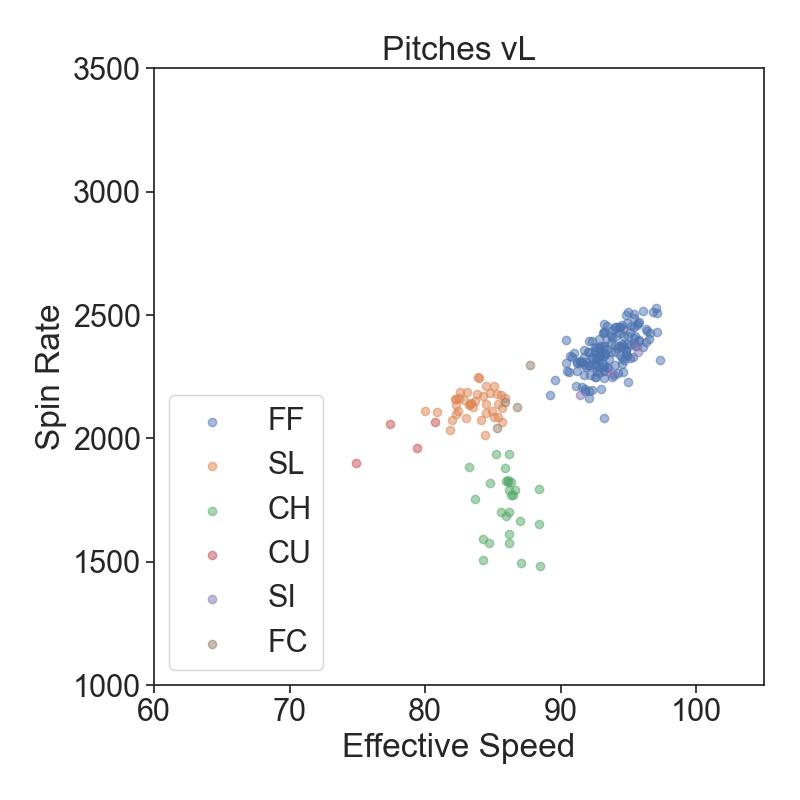 Pitches vL
3500
3000
2500
2000
1500
1000
Spin Rate
FF
SL
CH
CU
SI
FC
60 70 80 90 100
Effective Speed